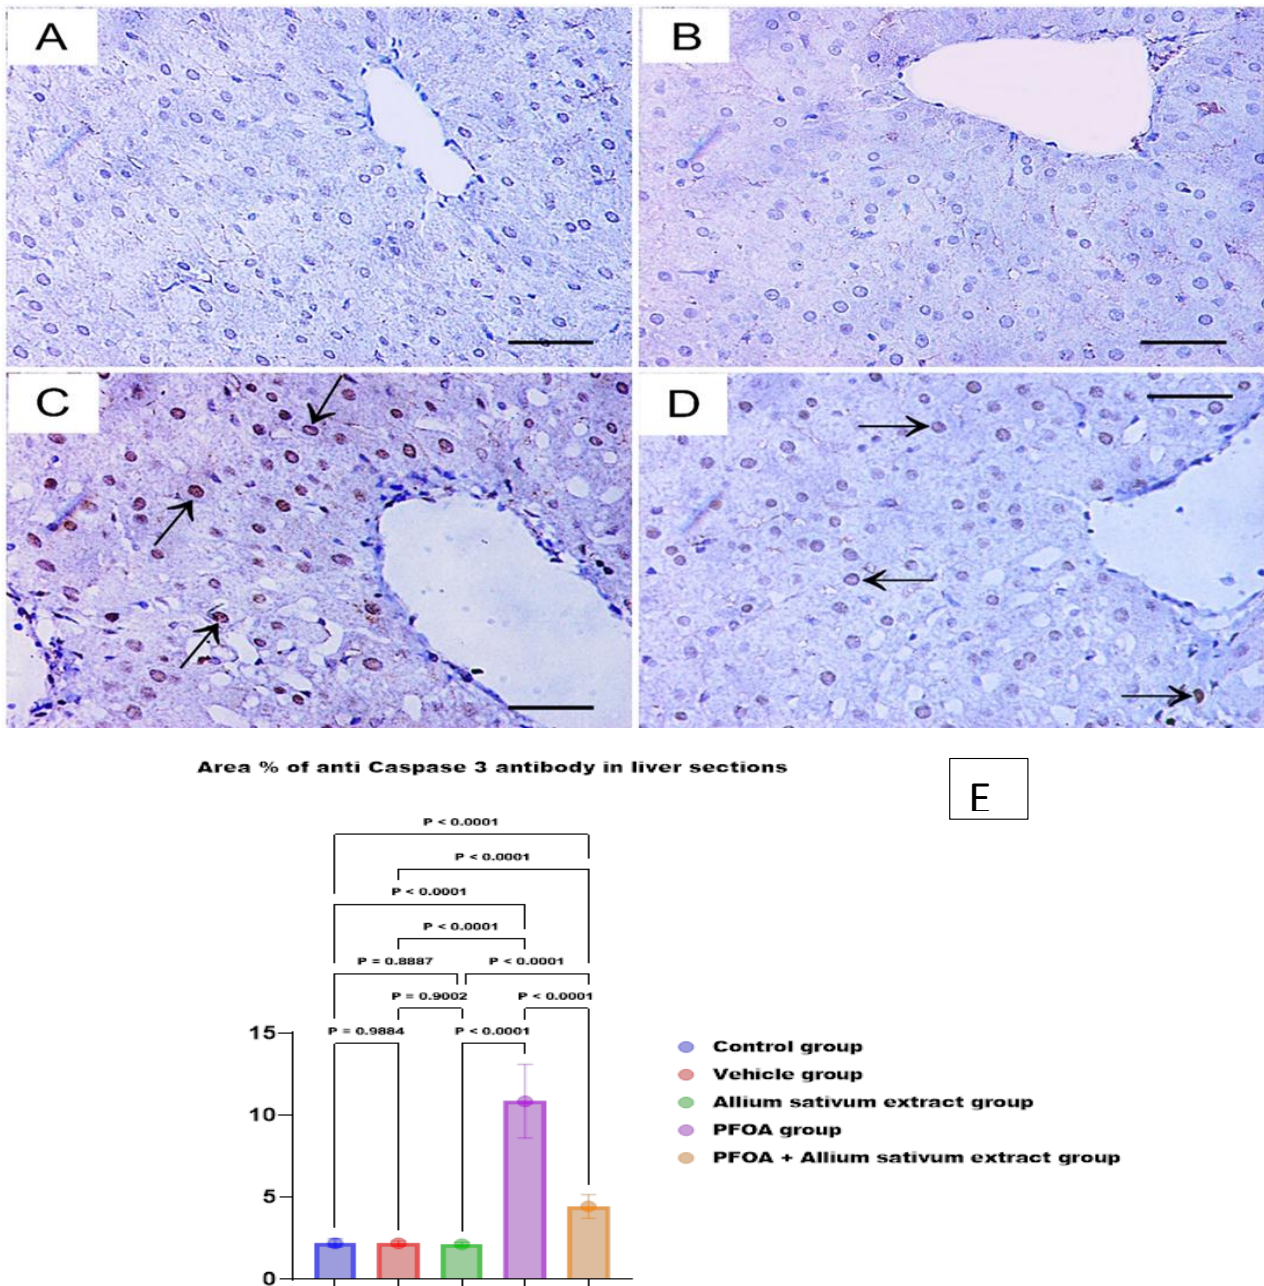 A
B
C
D
Area % of anti Caspase 3 antibody in liver sections
E
P < 0.0001
P < 0.0001
P < 0.0001
P < 0.0001
P = 0.8887 P < 0.0001
P = 0.9002 P < 0.0001
15 P = 0.9884 P < 0.0001
10
5
0
Control group
Vehicle group
Allium sativum extract group
PFOA group
PFOA + Allium sativum extract group